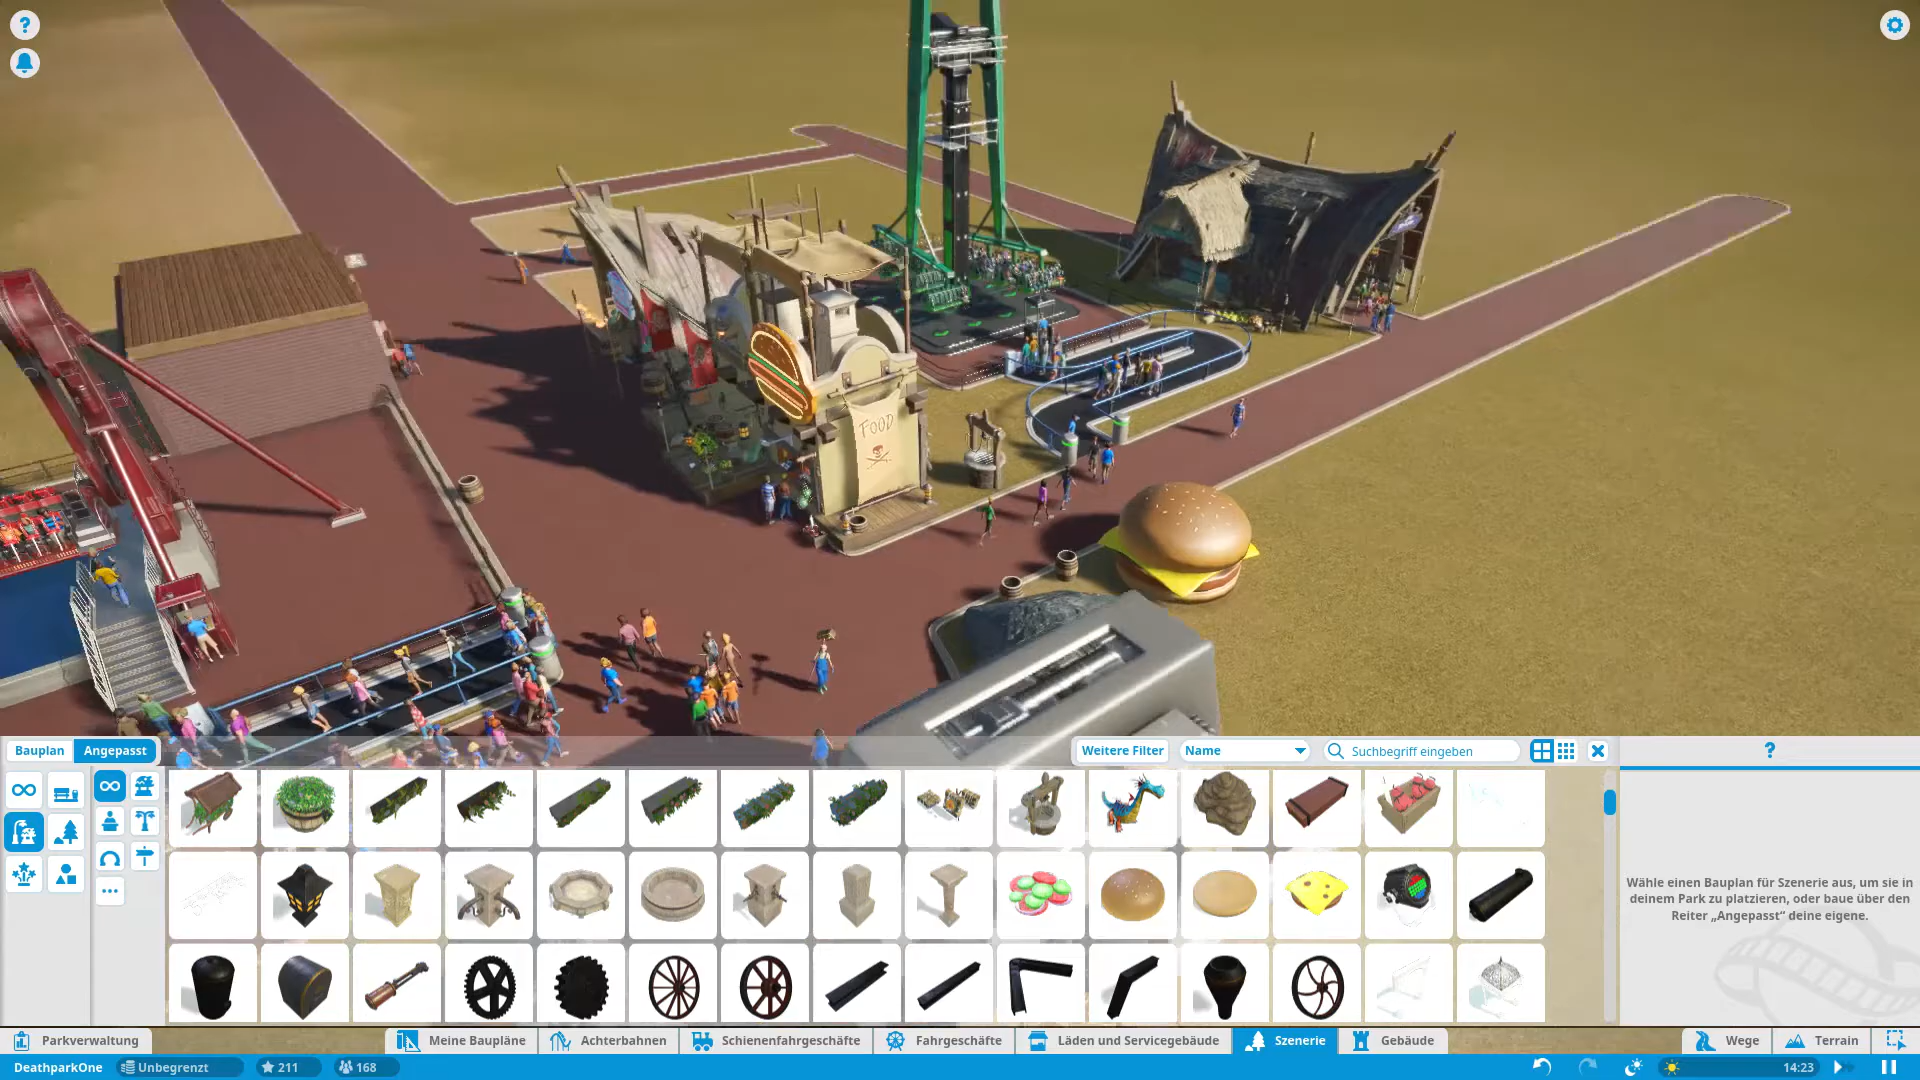 FOOD
Bauplan
Angepasst
Weitere Filter
Name
Suchbegriff eingeben
?
?
Wähle einen Bauplan für Szenerie aus, um sie in
deinem Park zu platzieren, oder baue über den
Reiter „Angepasst“ deine eigene.
Parkverwaltung
Meine Baupläne
Achterbahnen
Schienenfahrgeschäfte
Fahrgeschäfte
Läden und Servicegebäude
Szenerie
Gebäude
Wege
Terrain
DeathparkOne
Unbegrenzt
211
168
14:23